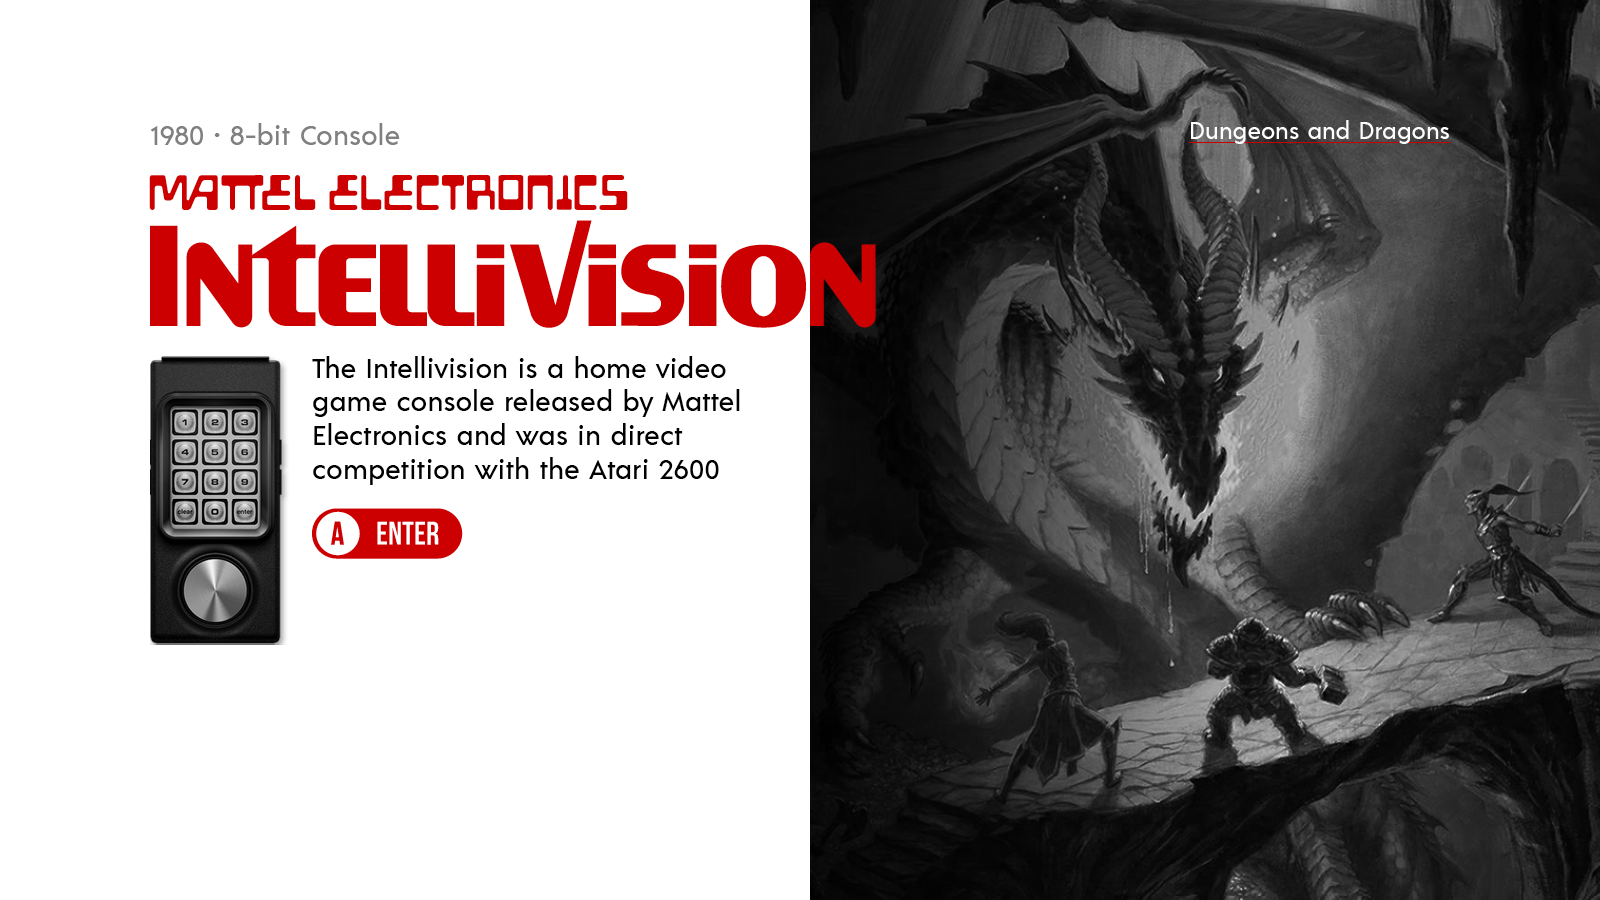 1980 · 8-bit Console
MATTEL ELECTRONICS
INTELLIVISION
The Intellivision is a home video
game console released by Mattel
Electronics and was in direct
competition with the Atari 2600
A ENTER
1 2 3
4 5 6
7 8 9
clear 0 enter
Dungeons and Dragons